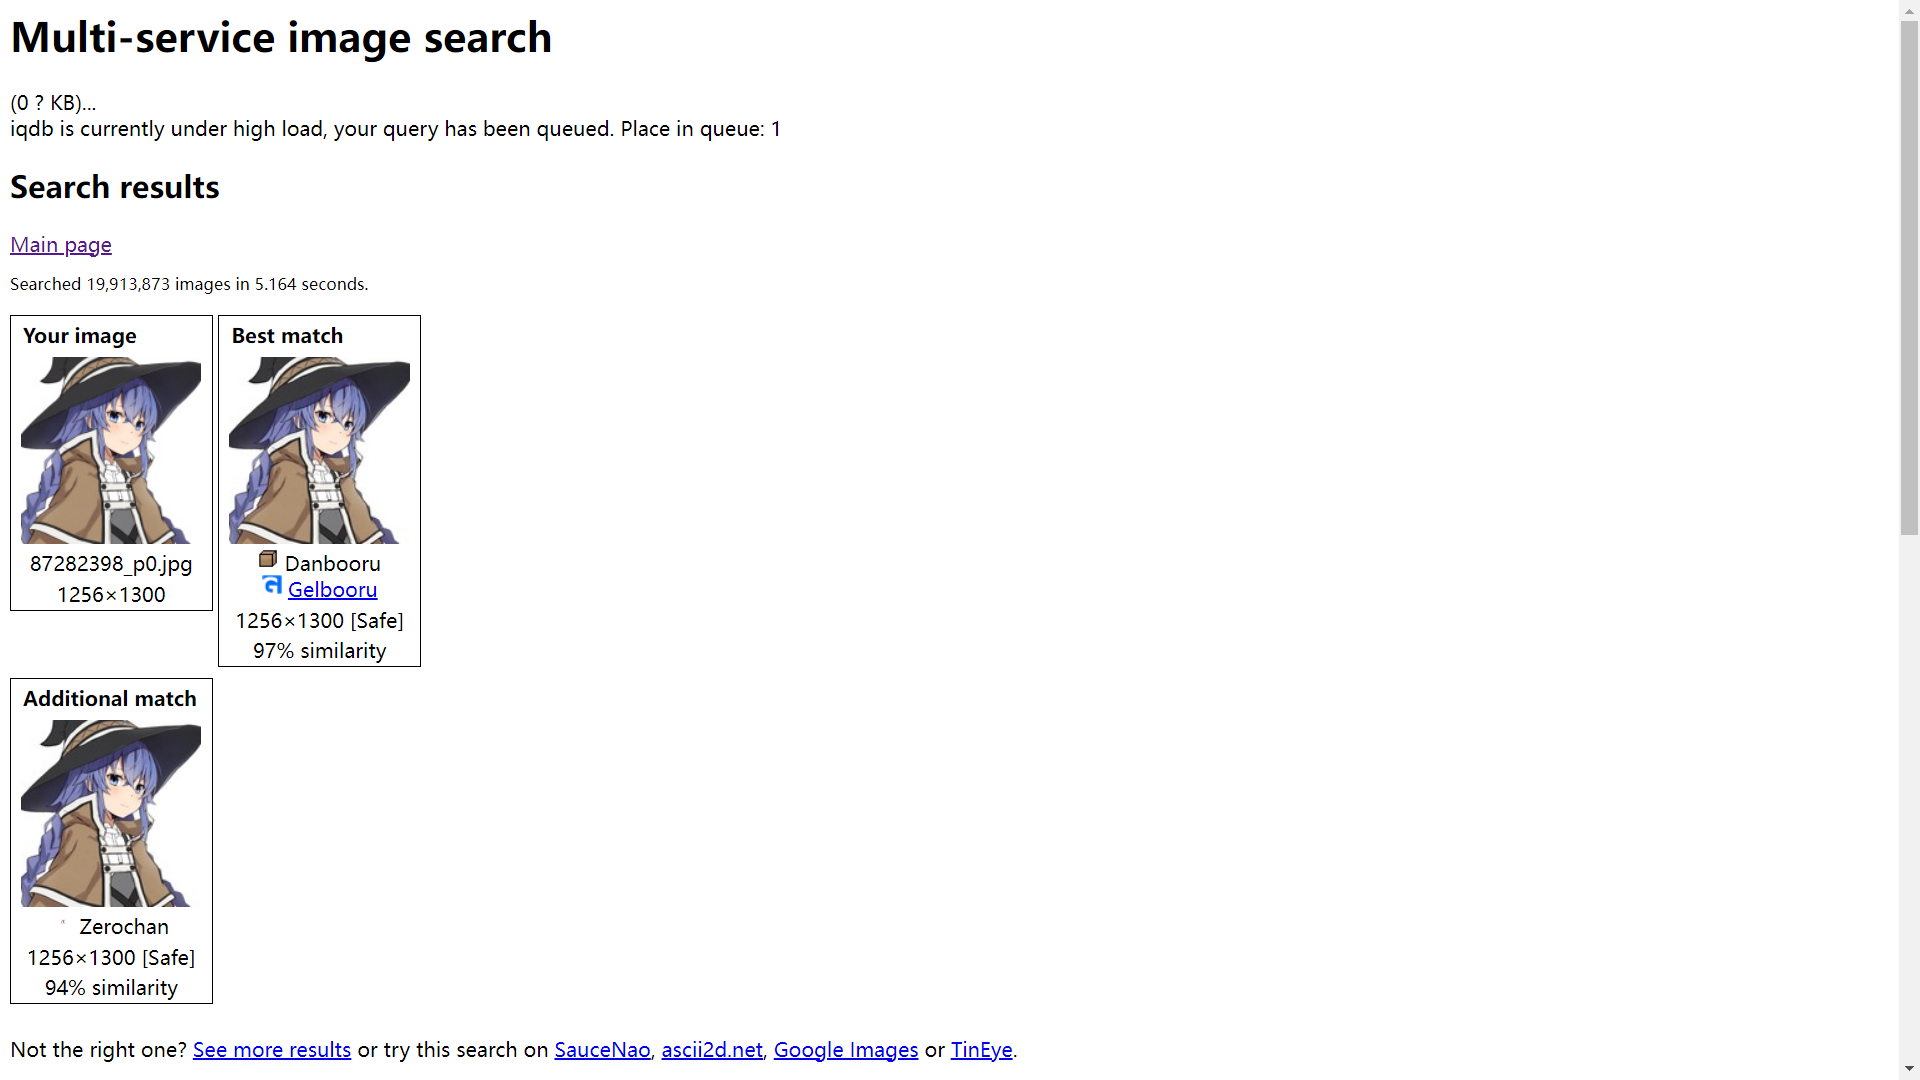 Multi-service image search
(0 ? KB)...
iqdb is currently under high load, your query has been queued. Place in queue: 1
Search results
Main page
Searched 19,913,873 images in 5.164 seconds.
Your image
87282398_p0.jpg
1256×1300
Best match
Danbooru
Gelbooru
1256×1300 [Safe]
97% similarity
Additional match
Zerochan
1256×1300 [Safe]
94% similarity
Not the right one? See more results or try this search on SauceNao, ascii2d.net, Google Images or TinEye.